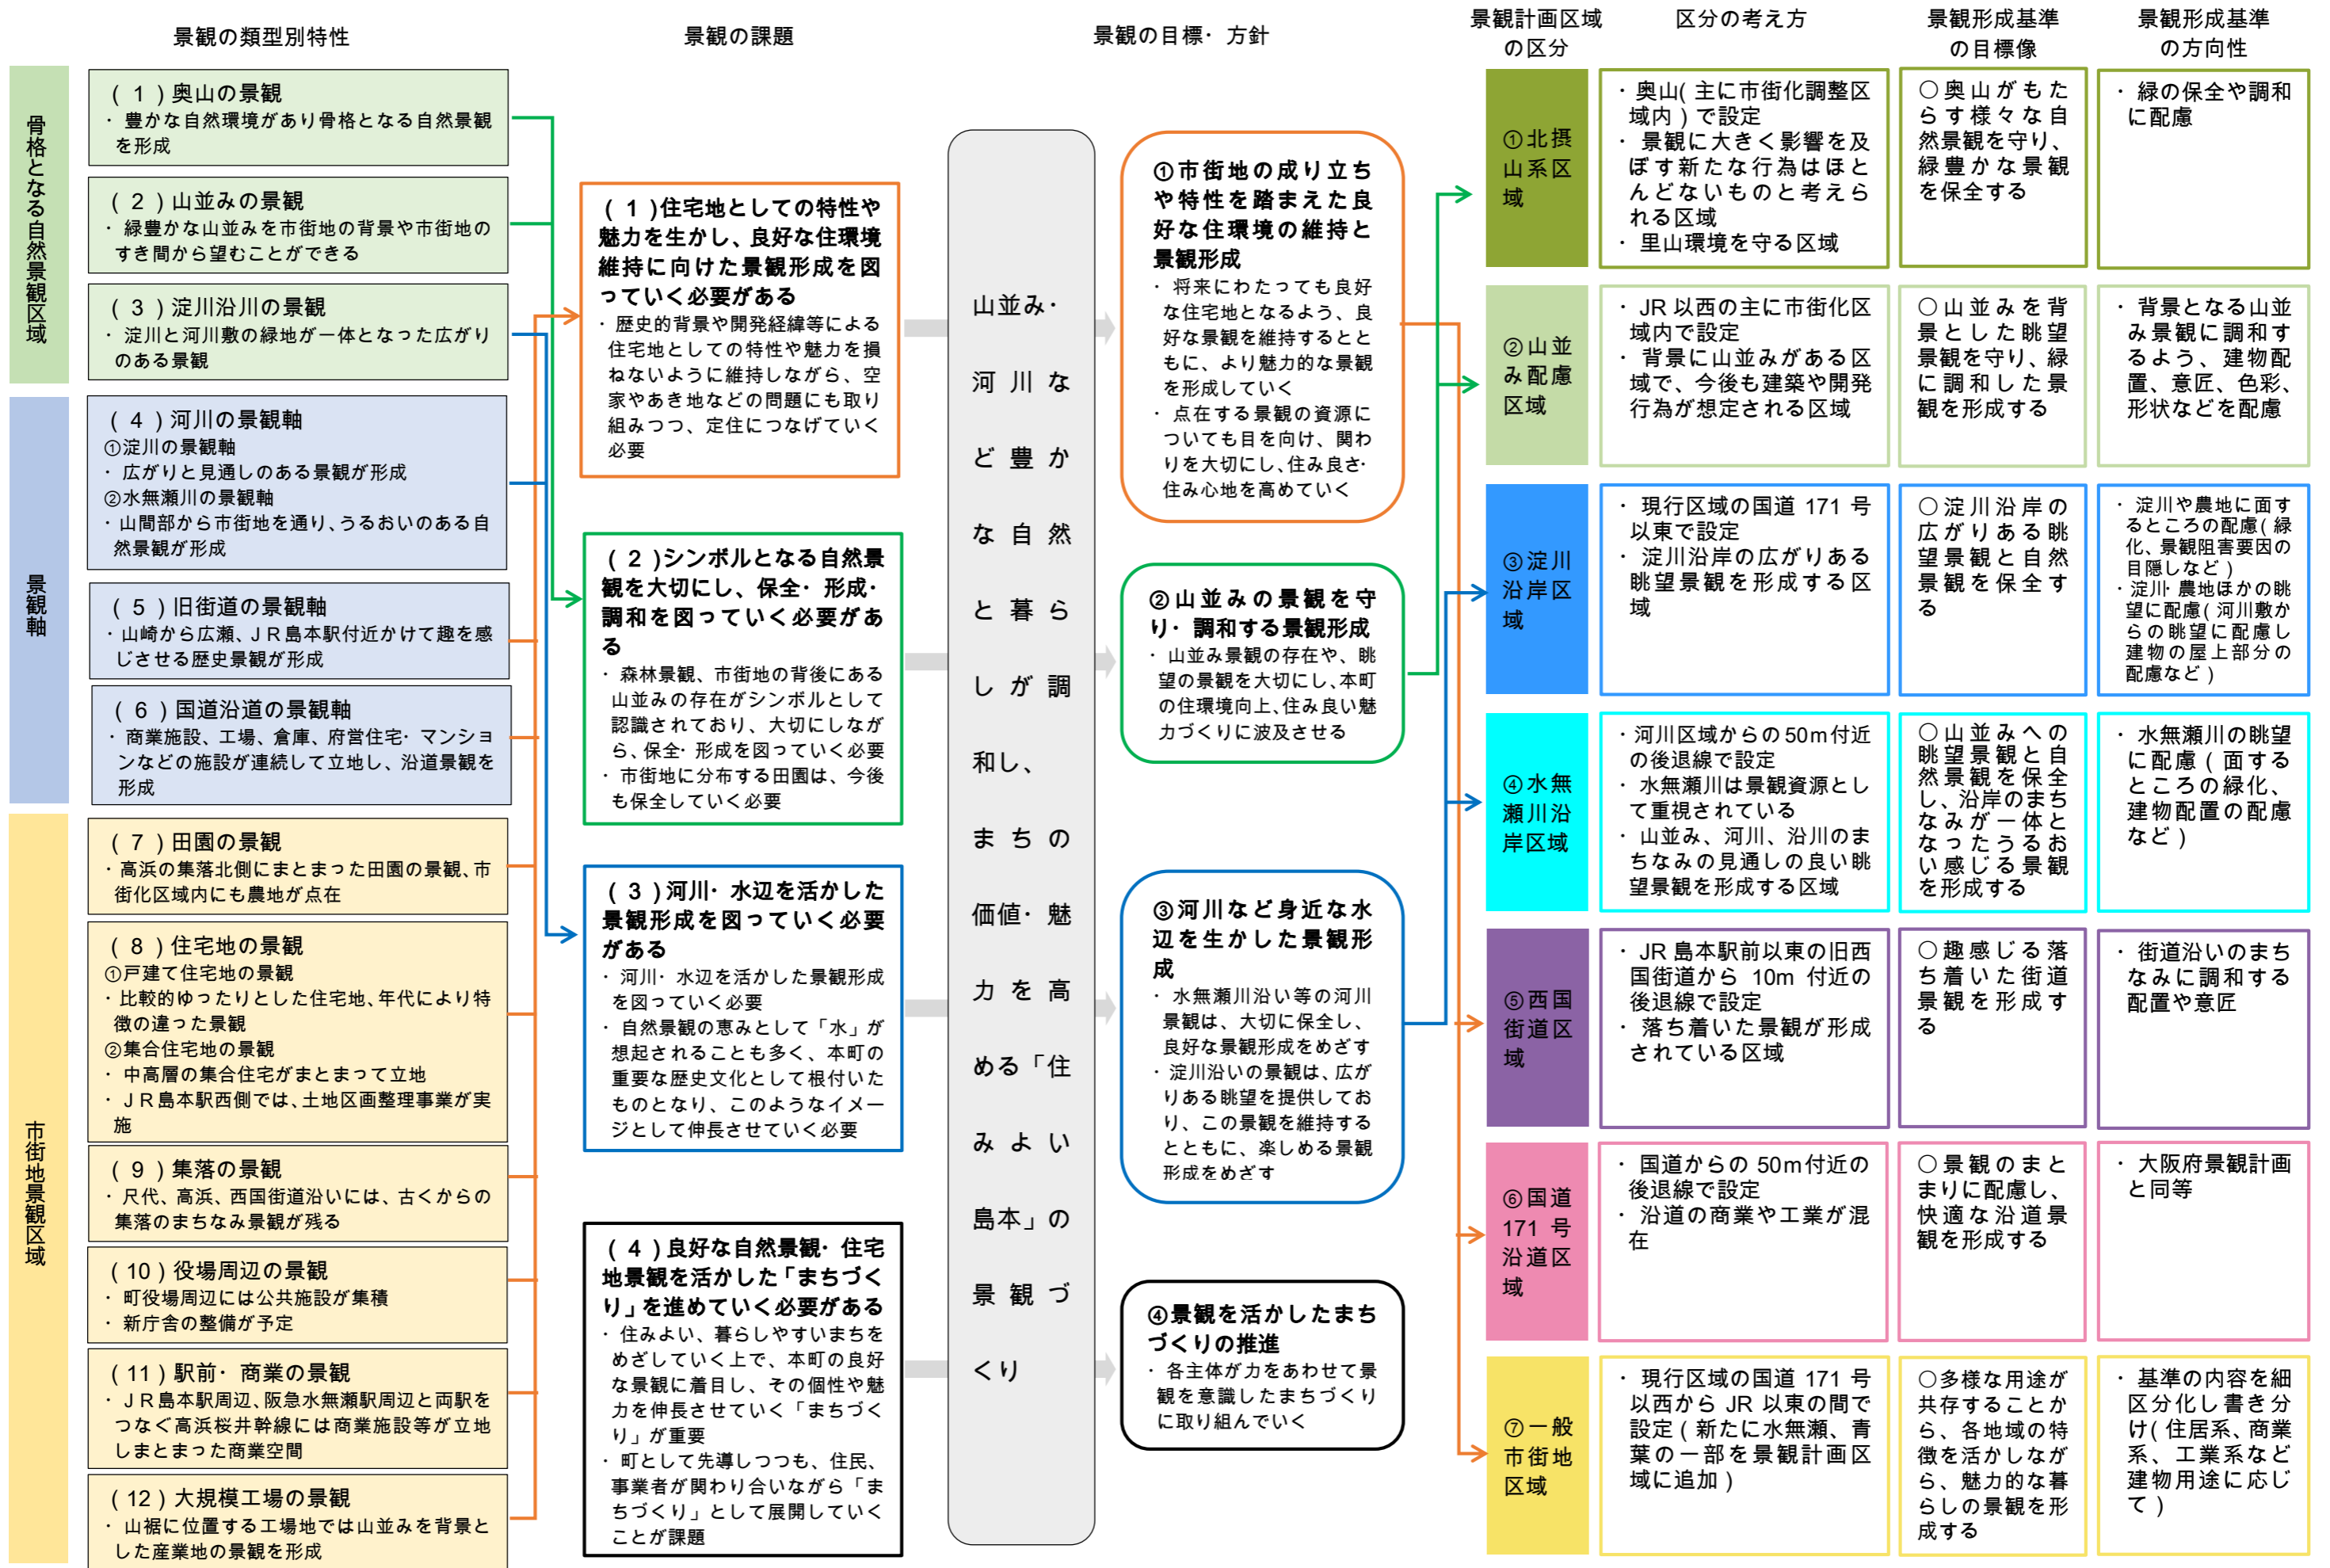 景観の類型別特性
景観の課題
景観の目標・ 方針
景観計画区域
の区分
区分の考え方
景観形成基準
の目標像
景観形成基準
の方向性
骨格となる自然景観区域
( 1 ) 奥山の景観
・ 豊かな自然環境があり骨格となる自然景観
を形成
( 2 ) 山並みの景観
・ 緑豊かな山並みを市街地の背景や市街地の
すき間から望むことができる
( 3 ) 淀川沿川の景観
・ 淀川と河川敷の緑地が一体となった広がり
のある景観
景観軸
( 4 ) 河川の景観軸
①淀川の景観軸
・ 広がりと見通しのある景観が形成
②水無瀬川の景観軸
・ 山間部から市街地を通り、うるおいのある自
然景観が形成
( 5 ) 旧街道の景観軸
・ 山崎から広瀬、ＪＲ島本駅付近かけて趣を感
じさせる歴史景観が形成
( 6 ) 国道沿道の景観軸
・ 商業施設、工場、倉庫、府営住宅・ マンショ
ンなどの施設が連続して立地し、沿道景観を
形成
市街地景観区域
( 7 ) 田園の景観
・ 高浜の集落北側にまとまった田園の景観、市
街化区域内にも農地が点在
( 8 ) 住宅地の景観
①戸建て住宅地の景観
・ 比較的ゆったりとした住宅地、年代により特
徴の違った景観
②集合住宅地の景観
・ 中高層の集合住宅がまとまって立地
・ ＪＲ島本駅西側では、土地区画整理事業が実
施
( 9 ) 集落の景観
・ 尺代、高浜、西国街道沿いには、古くからの
集落のまちなみ景観が残る
( 10 ) 役場周辺の景観
・ 町役場周辺には公共施設が集積
・ 新庁舎の整備が予定
( 11 ) 駅前・ 商業の景観
・ ＪＲ島本駅周辺、阪急水無瀬駅周辺と両駅を
つなぐ高浜桜井幹線には商業施設等が立地
しまとまった商業空間
( 12 ) 大規模工場の景観
・ 山裾に位置する工場地では山並みを背景と
した産業地の景観を形成
( 1 ) 住宅地としての特性や
魅力を生かし、良好な住環境
維持に向けた景観形成を図
っていく必要がある
・ 歴史的背景や開発経緯等による
住宅地としての特性や魅力を損
ねないように維持しながら、空
家やあき地などの問題にも取り
組みつつ、定住につなげていく
必要
( 2 ) シンボルとなる自然景
観を大切にし、保全・ 形成・
調和を図っていく必要があ
る
・ 森林景観、市街地の背後にある
山並みの存在がシンボルとして
認識されており、大切にしなが
ら、保全・ 形成を図っていく必要
・ 市街地に分布する田園は、今後
も保全していく必要
( 3 ) 河川・ 水辺を活かした
景観形成を図っていく必要
がある
・ 河川・ 水辺を活かした景観形成
を図っていく必要
・ 自然景観の恵みとして「水」が
想起されることも多く、本町の
重要な歴史文化として根付いた
ものとなり、このようなイメー
ジとして伸長させていく必要
( 4 ) 良好な自然景観・ 住宅
地景観を活かした「まちづく
り」を進めていく必要がある
・ 住みよい、暮らしやすいまちを
めざしていく上で、本町の良好
な景観に着目し、その個性や魅
力を伸長させていく「まちづく
り」が重要
・ 町として先導しつつも、住民、
事業者が関わり合いながら「ま
ちづくり」として展開していく
ことが課題
山並み・
河川な
ど豊か
な自然
と暮ら
しが調
和し、
まちの
価値・ 魅
力を高
める「住
みよい
島本」の
景観づ
くり
①市街地の成り立ち
や特性を踏まえた良
好な住環境の維持と
景観形成
・ 将来にわたっても良好
な住宅地となるよう、良
好な景観を維持するとと
もに、より魅力的な景観
を形成していく
・ 点在する景観の資源に
ついても目を向け、関わ
りを大切にし、住み良さ・
住み心地を高めていく
②山並みの景観を守
り・ 調和する景観形成
・ 山並み景観の存在や、眺
望の景観を大切にし、本町
の住環境向上、住み良い魅
力づくりに波及させる
③河川など身近な水
辺を生かした景観形
成
・ 水無瀬川沿い等の河川
景観は、大切に保全し、
良好な景観形成をめざす
・ 淀川沿いの景観は、広が
りある眺望を提供してお
り、この景観を維持する
とともに、楽しめる景観
形成をめざす
④景観を活かしたまち
づくりの推進
・ 各主体が力をあわせて景
観を意識したまちづくり
に取り組んでいく
①北摂
山系区
域
・ 奥山( 主に市街化調整区
域内 ) で設定
・ 景観に大きく影響を及
ぼす新たな行為はほと
んどないものと考えら
れる区域
・ 里山環境を守る区域
○奥山がもた
らす様々な自
然景観を守り、
緑豊かな景観
を保全する
・ 緑の保全や調和
に配慮
②山並
み配慮
区域
・ JR 以西の主に市街化区
域内で設定
・ 背景に山並みがある区
域で、今後も建築や開発
行為が想定される区域
○山並みを背
景とした眺望
景観を守り、緑
に調和した景
観を形成する
・ 背景となる山並
み景観に調和す
るよう、建物配
置、意匠、色彩、
形状などを配慮
③淀川
沿岸区
域
・ 現行区域の国道 171 号
以東で設定
・ 淀川沿岸の広がりある
眺望景観を形成する区
域
○淀川沿岸の
広がりある眺
望景観と自然
景観を保全す
る
・ 淀川や農地に面す
るところの配慮( 緑
化、景観阻害要因の
目隠しなど )
・ 淀川・ 農地ほかの眺
望に配慮( 河川敷か
らの眺望に配慮し
建物の屋上部分の
配慮など )
④水無
瀬川沿
岸区域
・ 河川区域からの 50ｍ付近
の後退線で設定
・ 水無瀬川は景観資源とし
て重視されている
・ 山並み、河川、沿川のま
ちなみの見通しの良い眺
望景観を形成する区域
○山並みへの
眺望景観と自
然景観を保全
し、沿岸のまち
なみが一体と
なったうるお
い感じる景観
を形成する
・ 水無瀬川の眺望
に配慮 ( 面する
ところの緑化、
建物配置の配慮
など )
⑤西国
街道区
域
・ JR 島本駅前以東の旧西
国街道から 10m 付近の
後退線で設定
・ 落ち着いた景観が形成
されている区域
○趣感じる落
ち着いた街道
景観を形成す
る
・ 街道沿いのまち
なみに調和する
配置や意匠
⑥国道
171 号
沿道区
域
・ 国道からの 50ｍ付近の
後退線で設定
・ 沿道の商業や工業が混
在
○景観のまと
まりに配慮し、
快適な沿道景
観を形成する
・ 大阪府景観計画
と同等
⑦一般
市街地
区域
・ 現行区域の国道 171 号
以西から JR 以東の間で
設定 ( 新たに水無瀬、青
葉の一部を景観計画区
域に追加 )
○多様な用途が
共存することか
ら、各地域の特
徴を活かしなが
ら、魅力的な暮
らしの景観を形
成する
・ 基準の内容を細
区分化し書き分
け( 住居系、商業
系、工業系など
建物用途に応じ
て )